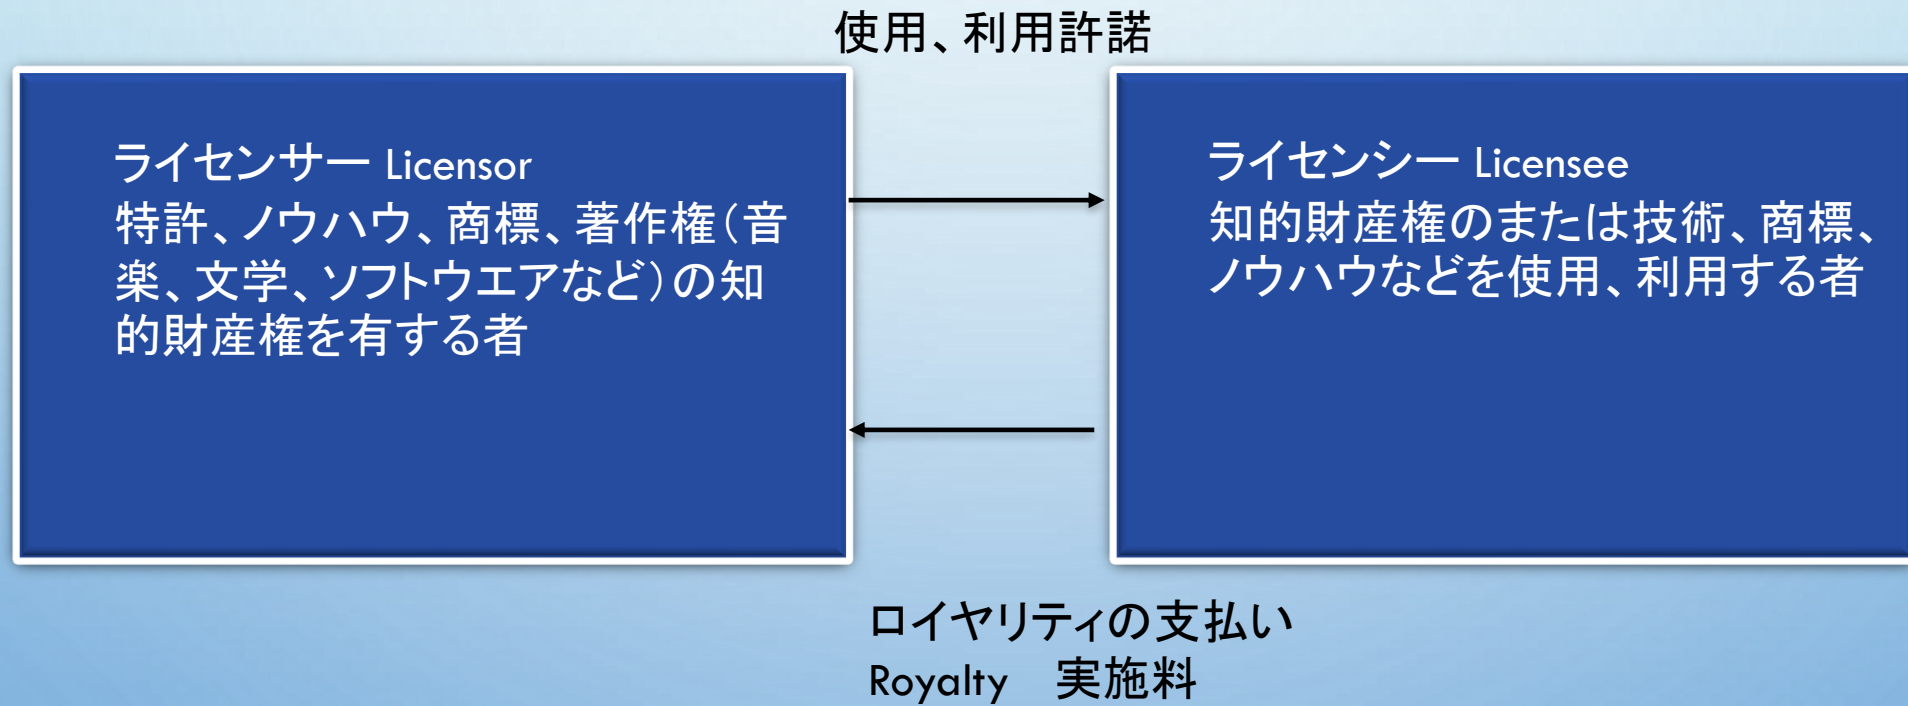 使用、利用許諾
ライセンサー Licensor
特許、ノウハウ、商標、著作権（音
楽、文学、ソフトウエアなど）の知
的財産権を有する者
ライセンシー Licensee
知的財産権のまたは技術、商標、
ノウハウなどを使用、利用する者
ロイヤリティの支払い
Royalty　実施料